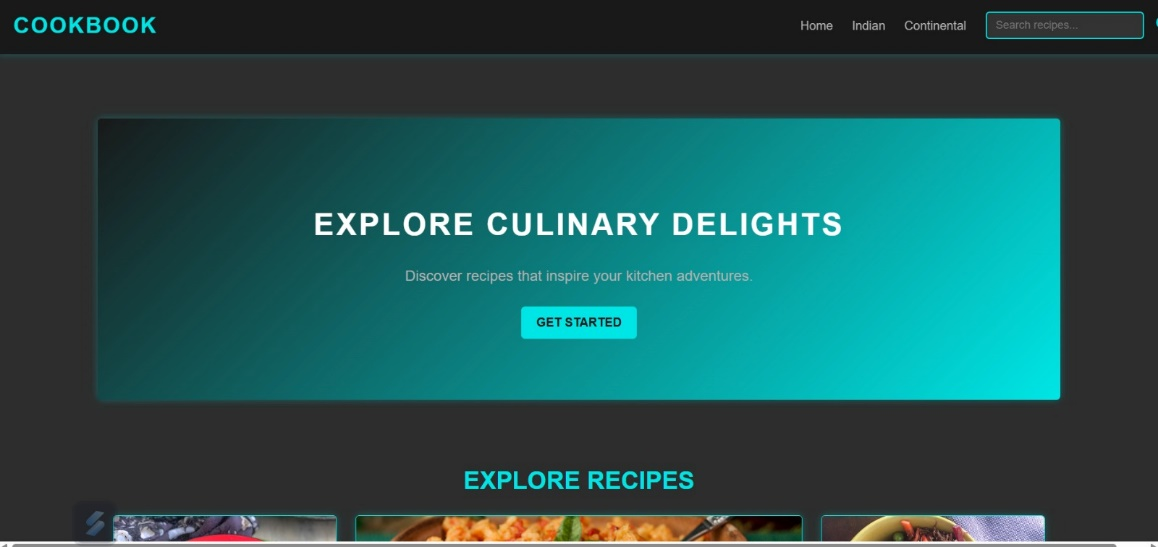 COOKBOOK
Home Indian Continental Search recipes...
EXPLORE CULINARY DELIGHTS
Discover recipes that inspire your kitchen adventures.
GET STARTED
EXPLORE RECIPES